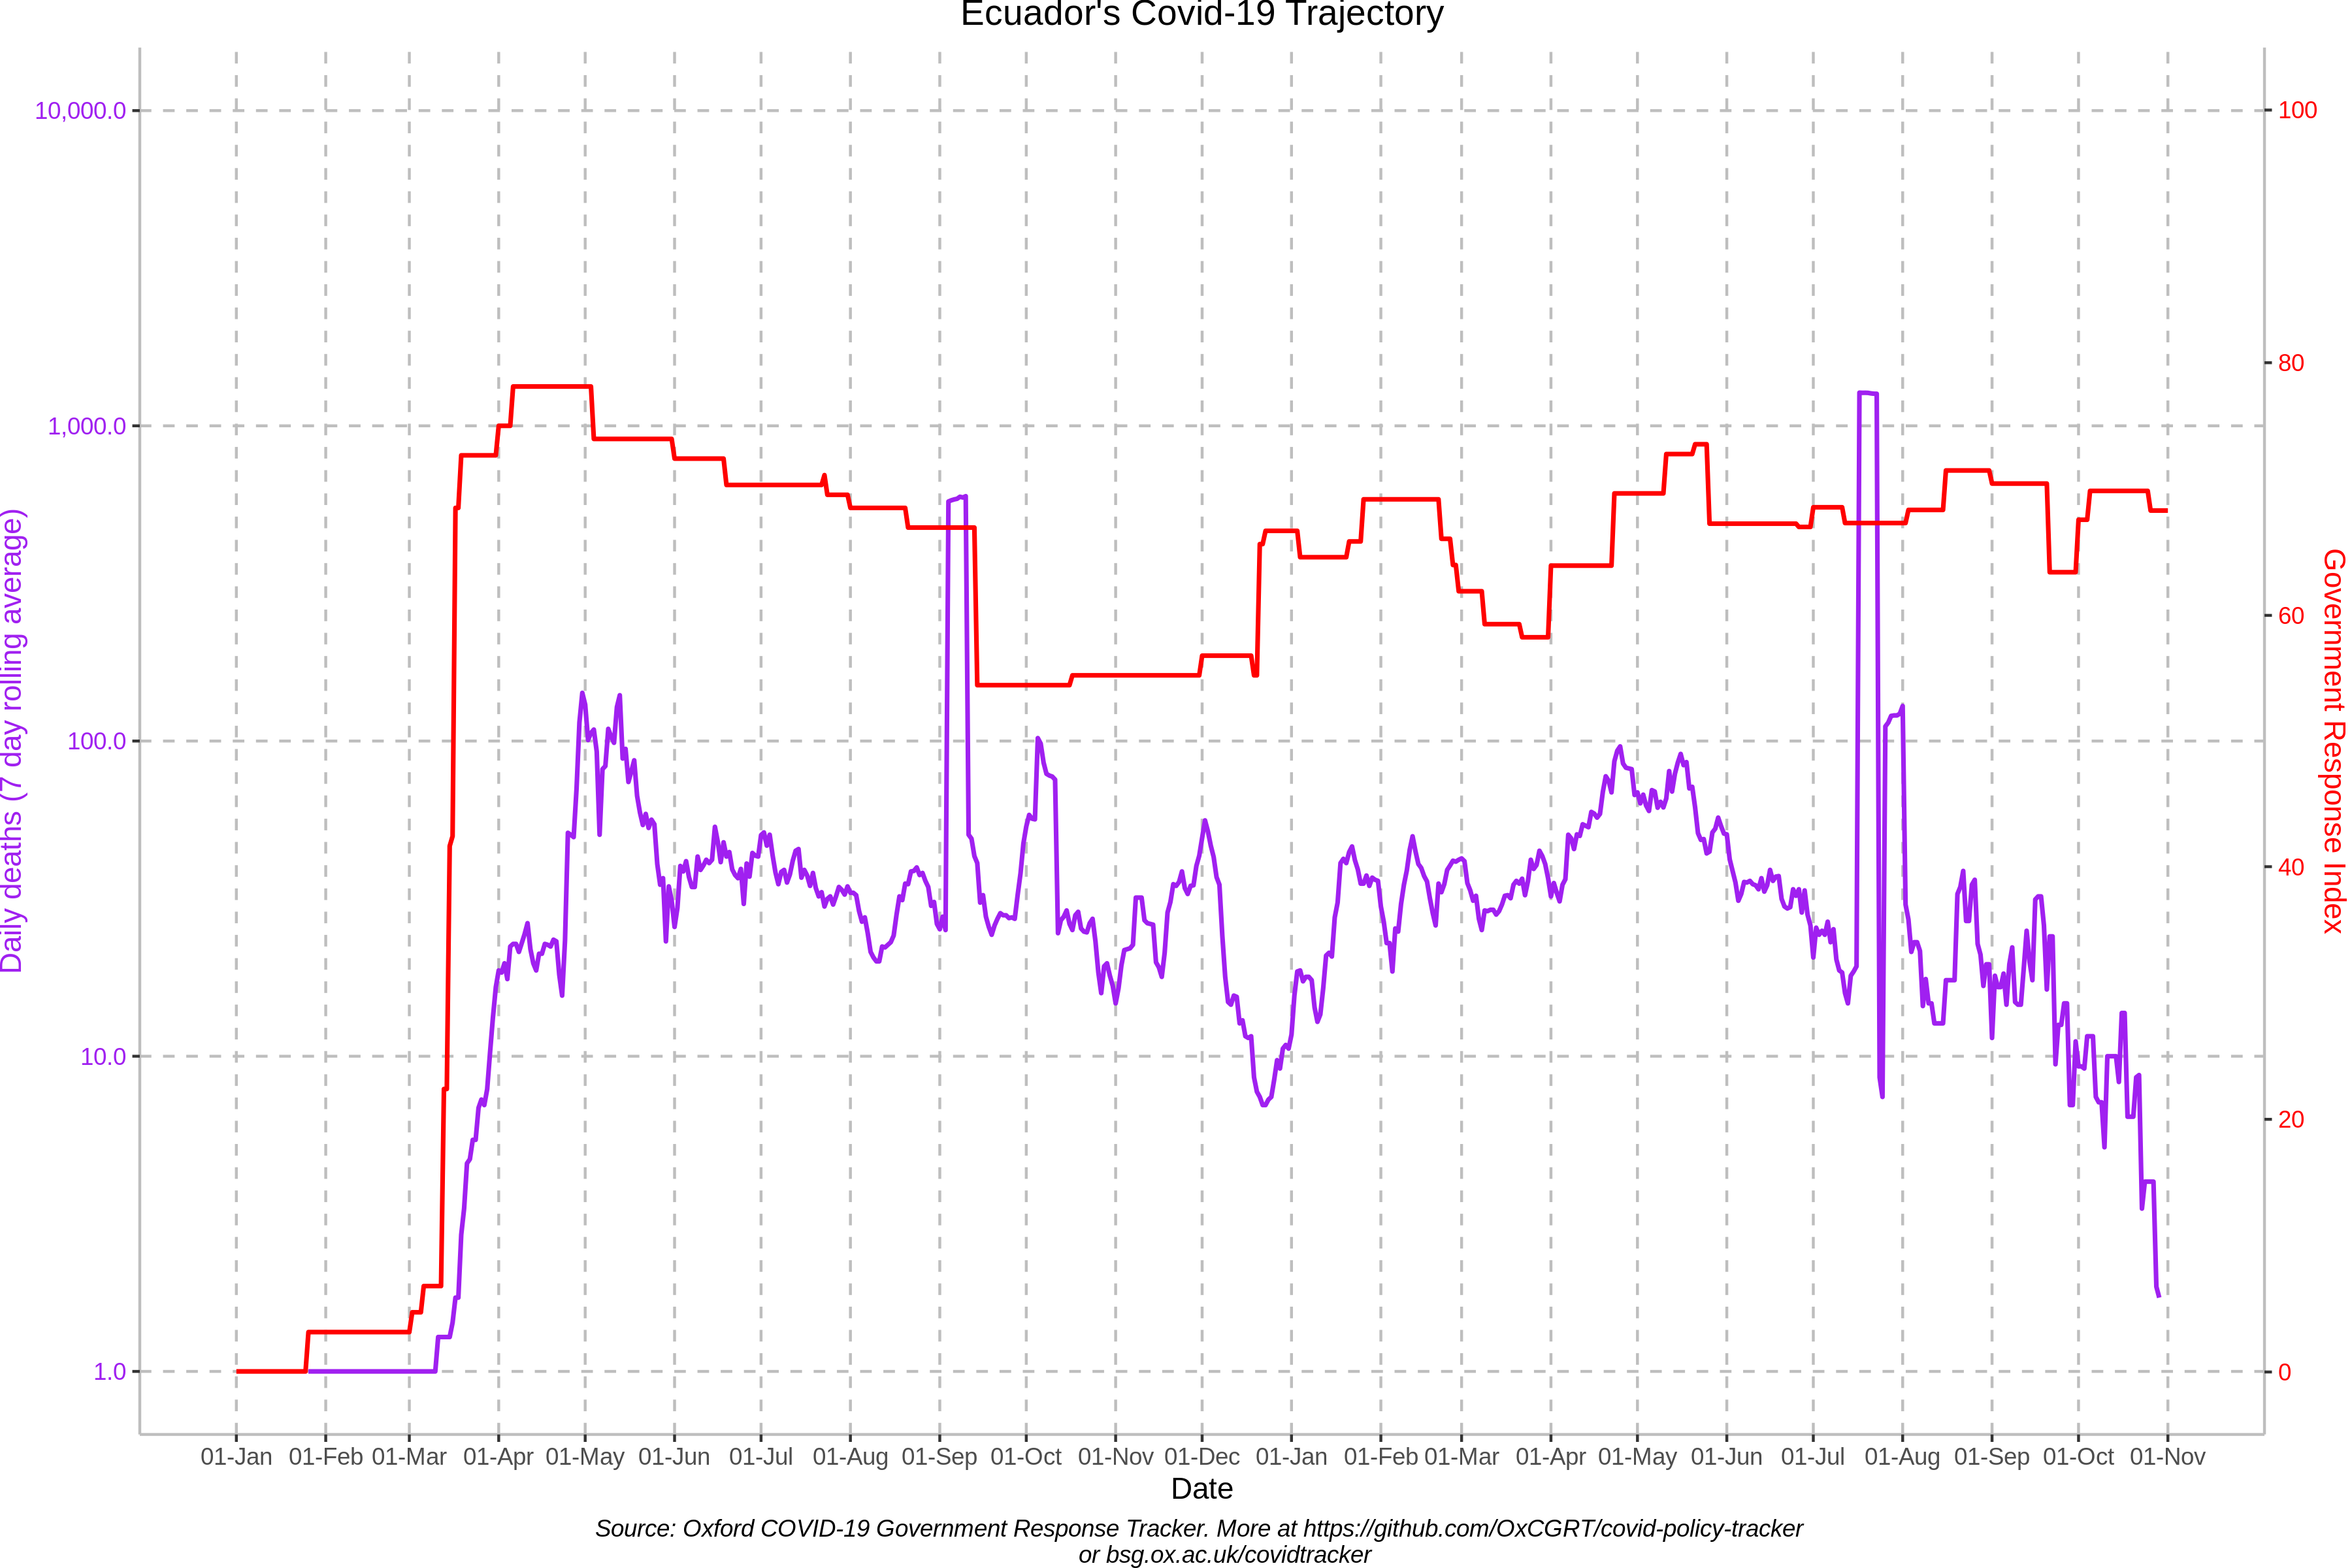 Ecuador's Covid-19 Trajectory
Daily deaths (7 day rolling average)
10,000.0
1,000.0
100.0
10.0
1.0
100
80
60
40
20
0
Government Response Index
01-Jan 01-Feb 01-Mar 01-Apr 01-May 01-Jun 01-Jul 01-Aug 01-Sep 01-Oct 01-Nov 01-Dec 01-Jan 01-Feb 01-Mar 01-Apr 01-May 01-Jun 01-Jul 01-Aug 01-Sep 01-Oct 01-Nov
Date
Source: Oxford COVID-19 Government Response Tracker. More at https://github.com/OxCGRT/covid-policy-tracker
or bsg.ox.ac.uk/covidtracker